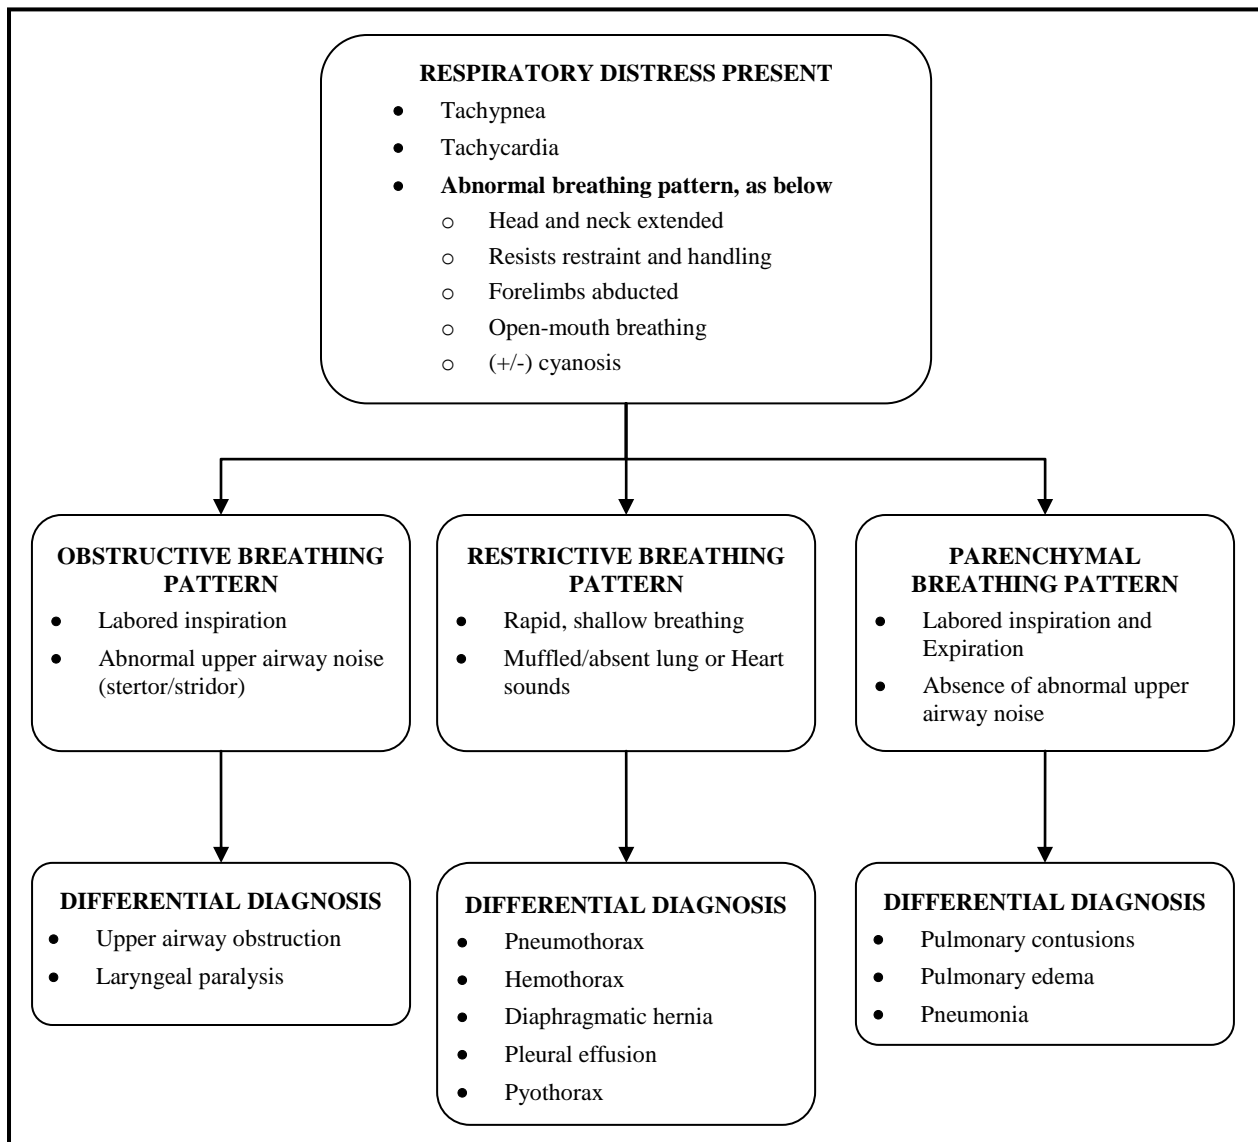 RESPIRATORY DISTRESS PRESENT
● Tachypnea
● Tachycardia
● Abnormal breathing pattern, as below
o Head and neck extended
o Resists restraint and handling
o Forelimbs abducted
o Open-mouth breathing
o (+/-) cyanosis
OBSTRUCTIVE BREATHING
PATTERN
● Labored inspiration
● Abnormal upper airway noise
(stertor/stridor)
RESTRICTIVE BREATHING
PATTERN
● Rapid, shallow breathing
● Muffled/absent lung or Heart
sounds
PARENCHYMAL
BREATHING PATTERN
● Labored inspiration and
Expiration
● Absence of abnormal upper
airway noise
DIFFERENTIAL DIAGNOSIS
● Upper airway obstruction
● Laryngeal paralysis
DIFFERENTIAL DIAGNOSIS
● Pneumothorax
● Hemothorax
● Diaphragmatic hernia
● Pleural effusion
● Pyothorax
DIFFERENTIAL DIAGNOSIS
● Pulmonary contusions
● Pulmonary edema
● Pneumonia